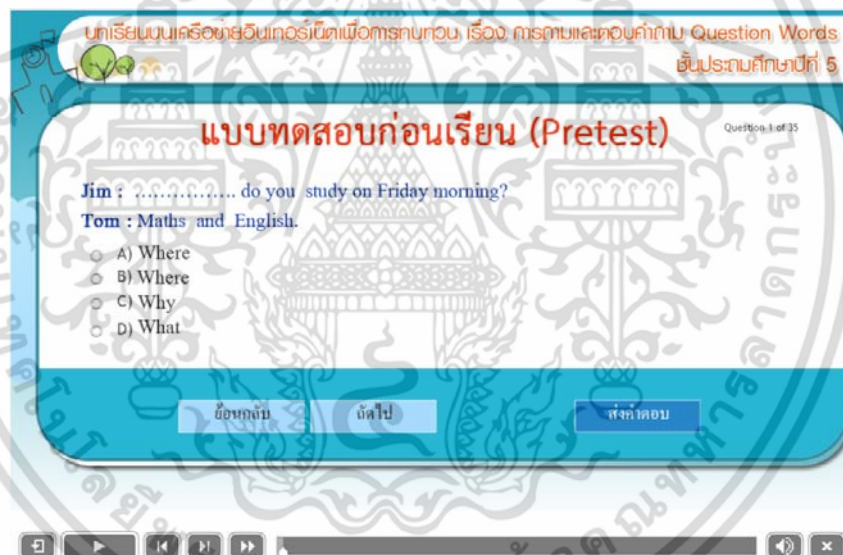 บทเรียนบนเครือข่ายอินเทอร์เน็ตเพื่อการทบทวน เรื่อง การถามและตอบคำถาม Question Words
ชั้นประถมศึกษาปีที่ 5
แบบทดสอบก่อนเรียน (Pretest)
Question 1 of 35
Jim : ................ do you study on Friday morning?
Tom : Maths and English.
A) Where
B) Where
C) Why
D) What
ย้อนกลับ
ถัดไป
ส่งคำตอบ